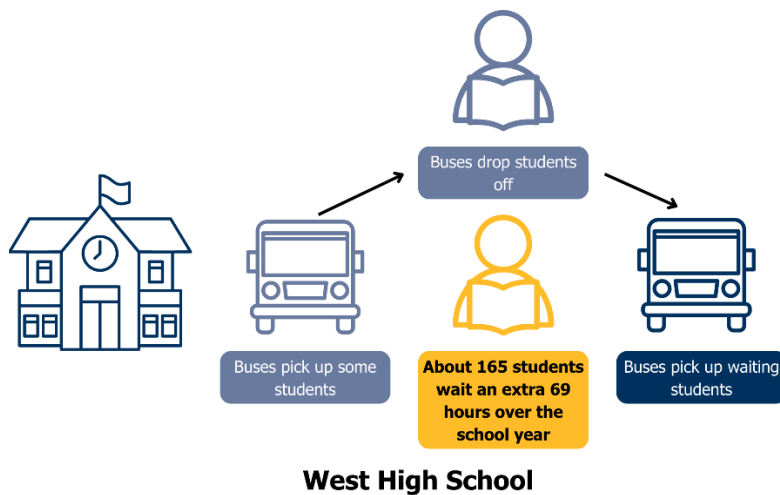 Buses drop students
off
Buses pick up some
students
About 165 students
wait an extra 69
hours over the
school year
Buses pick up waiting
students
West High School